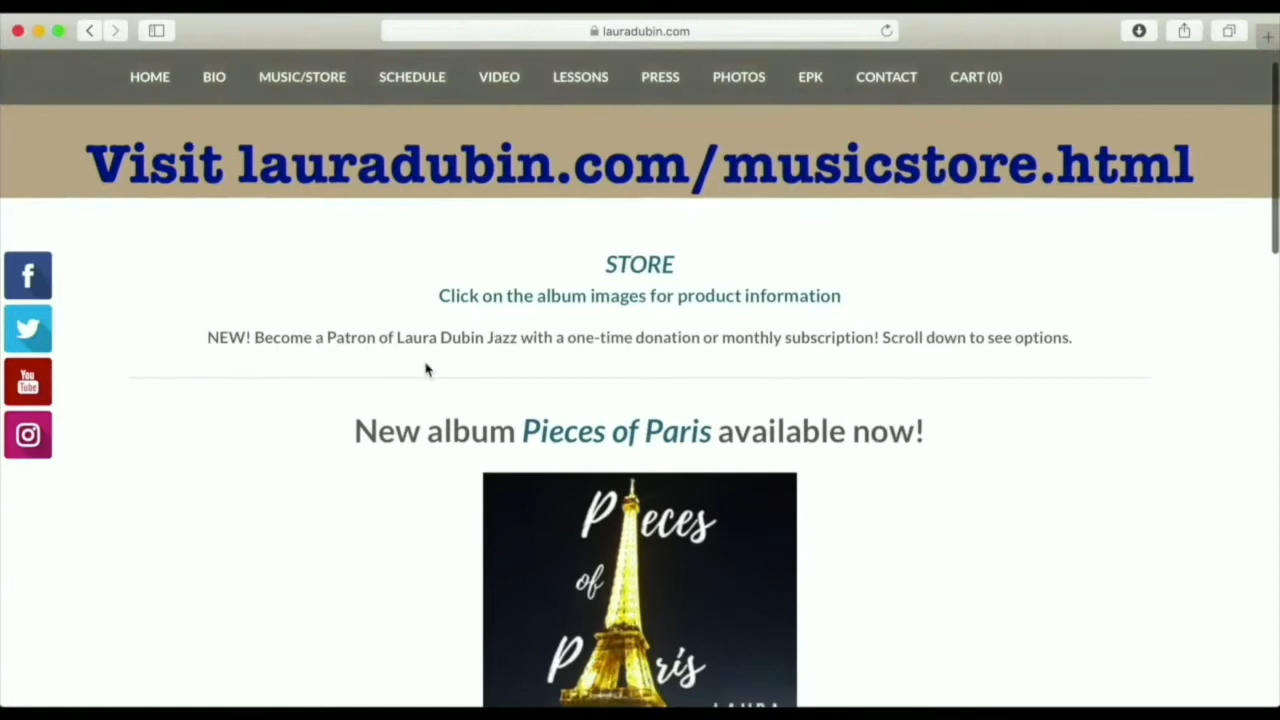 lauradubin.com
HOME BIO MUSIC/STORE SCHEDULE VIDEO LESSONS PRESS PHOTOS EPK CONTACT CART (0)
Visit lauradubin.com/musicstore.html
STORE
Click on the album images for product information
NEW! Become a Patron of Laura Dubin Jazz with a one-time donation or monthly subscription! Scroll down to see options.
f
You
Tube
New album Pieces of Paris available now!
Pieces
of
Paris
LAURA